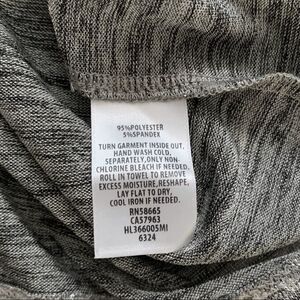 95%POLYESTER
5%SPANDEX
TURN GARMENT INSIDE OUT,
HAND WASH COLD,
SEPARATELY,ONLY NON-
CHLORINE BLEACH IF NEEDED.
ROLL IN TOWEL TO REMOVE
EXCESS MOISTURE,RESHAPE,
LAY FLAT TO DRY,
COOL IRON IF NEEDED.
RN58665
CA57963
HL366005MI
6324